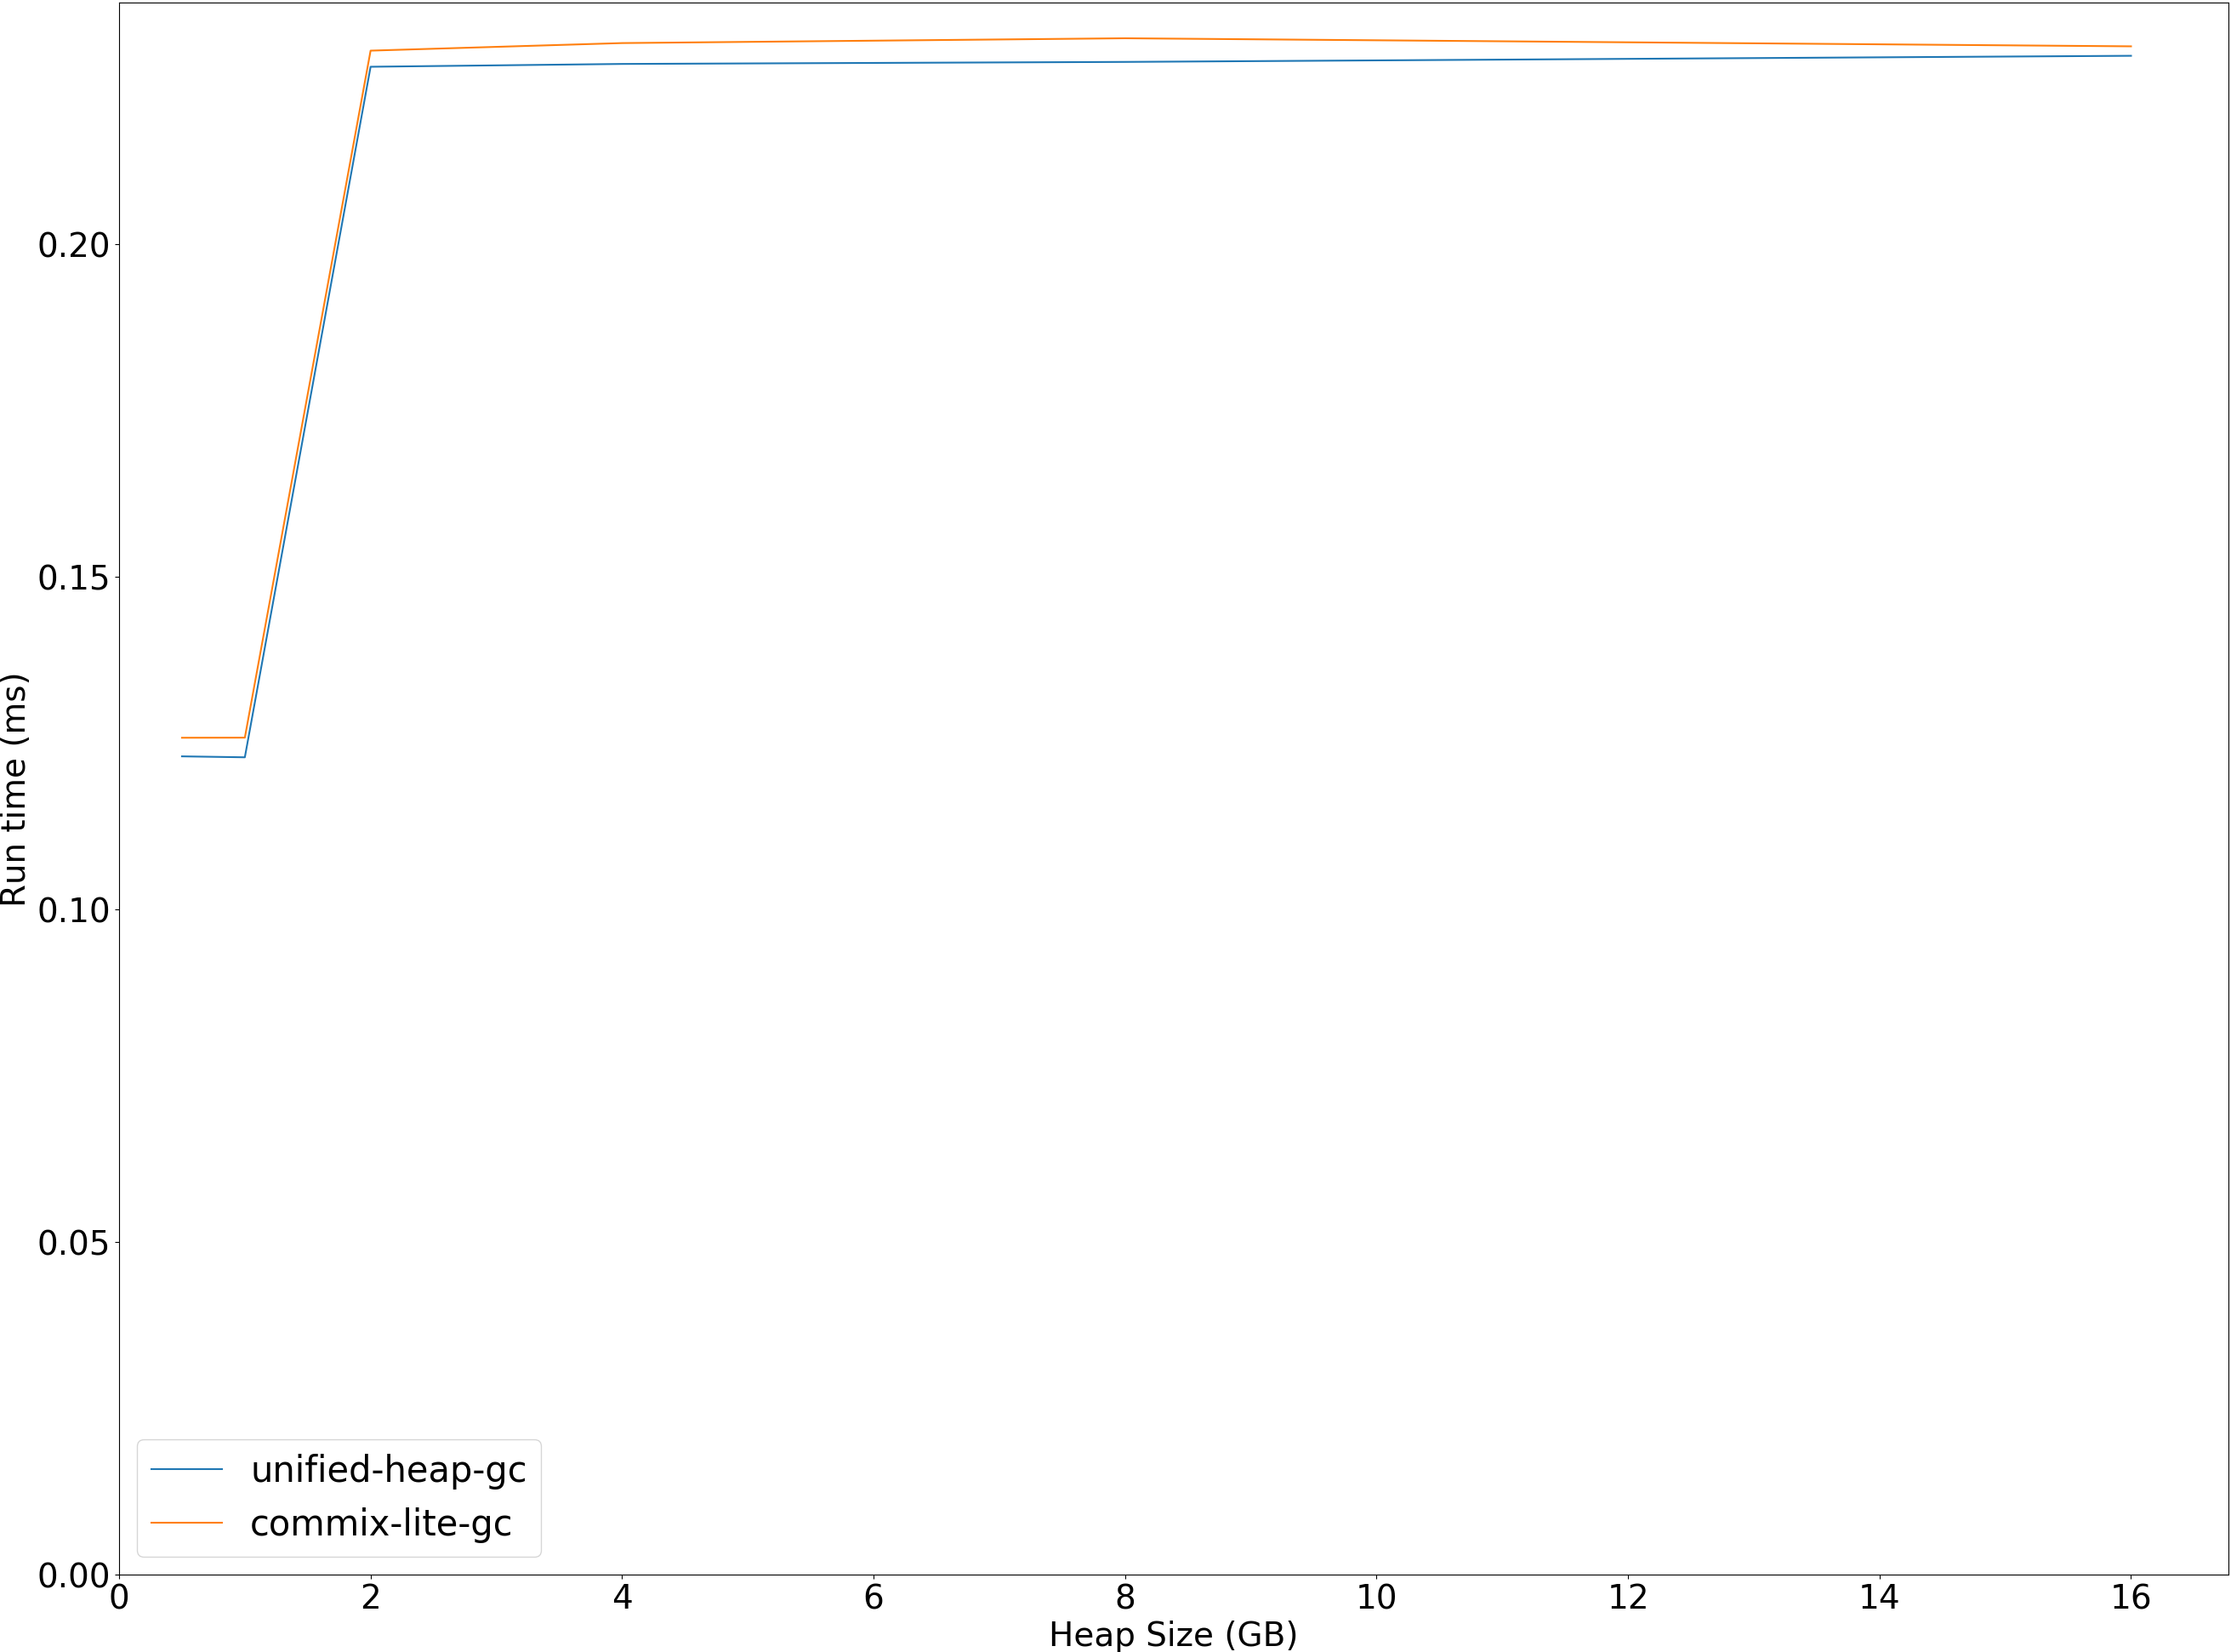 0.20
0.15
0.10
0.05
0.00
Run time (ms)
0 2 4 6 8 10 12 14 16
Heap Size (GB)
unified-heap-gc
commix-lite-gc